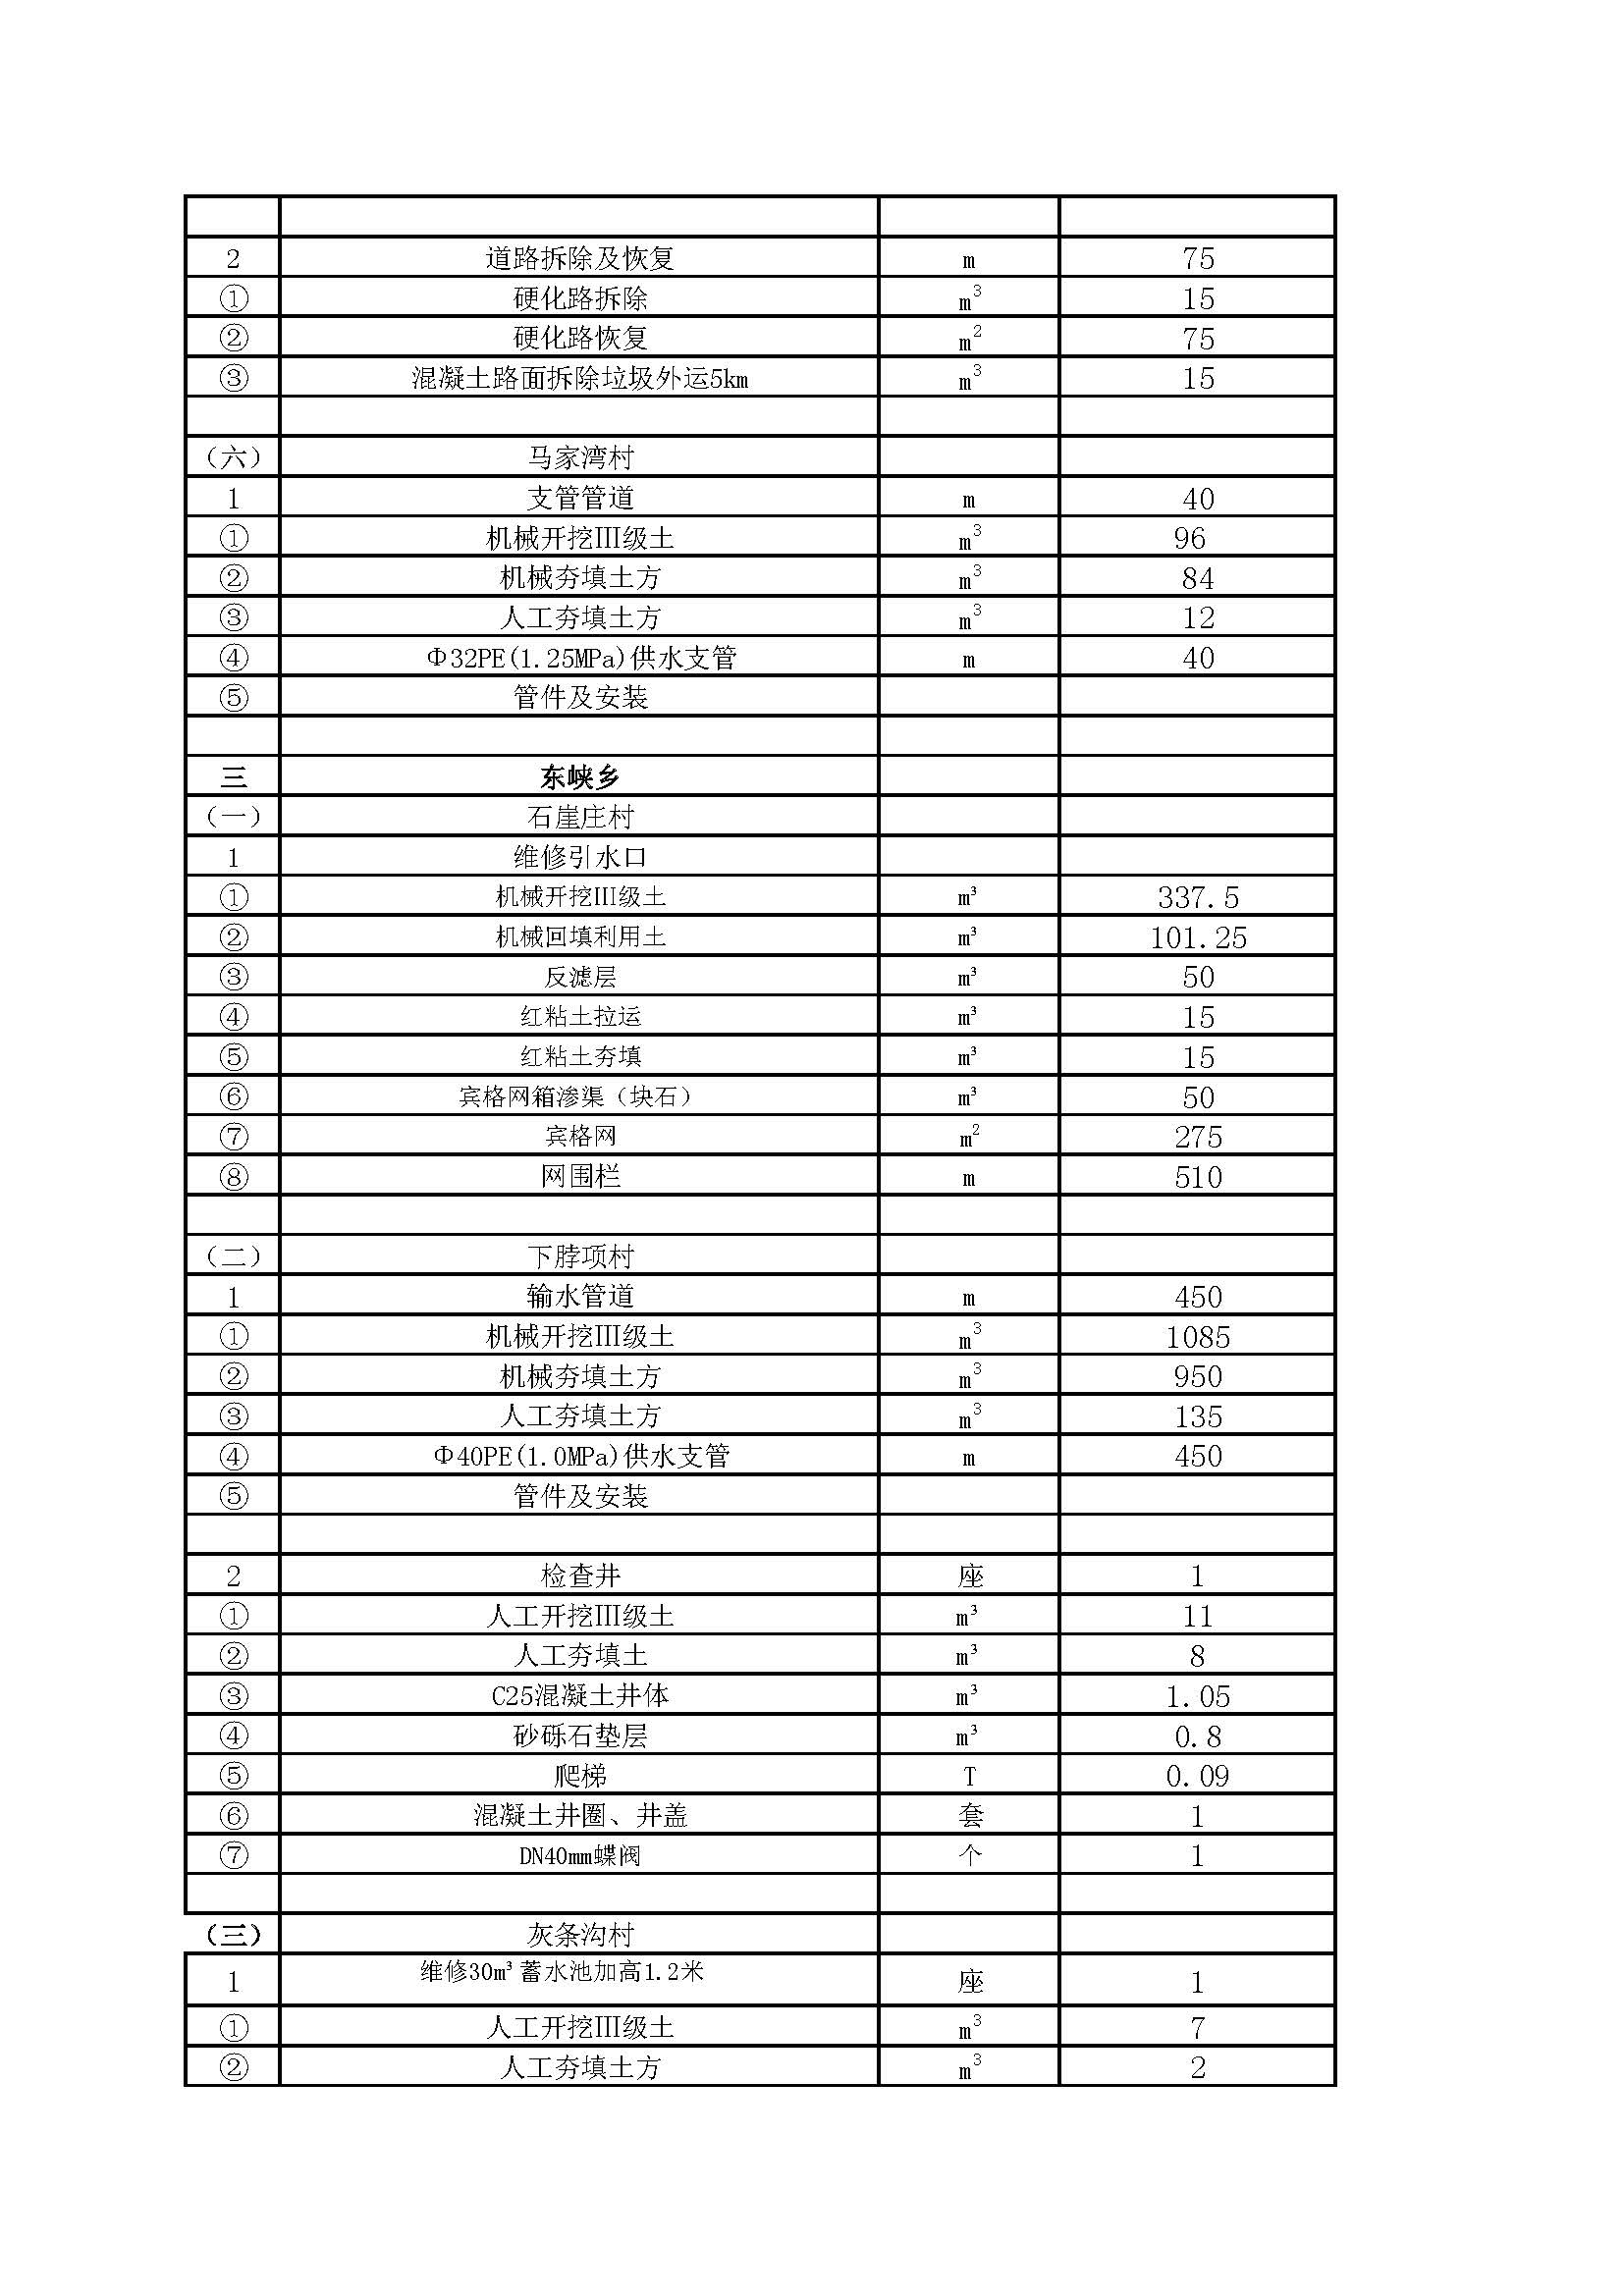 2 道路拆除及恢复 m 75
① 硬化路拆除 m³ 15
② 硬化路恢复 m² 75
③ 混凝土路面拆除垃圾外运5km m³ 15
（六） 马家湾村
1 支管管道 m 40
① 机械开挖Ⅲ级土 m³ 96
② 机械夯填土方 m³ 84
③ 人工夯填土方 m³ 12
④ Φ32PE(1.25MPa)供水支管 m 40
⑤ 管件及安装
三 东峡乡
（一） 石崖庄村
1 维修引水口
① 机械开挖Ⅲ级土 m³ 337.5
② 机械回填利用土 m³ 101.25
③ 反滤层 m³ 50
④ 红粘土拉运 m³ 15
⑤ 红粘土夯填 m³ 15
⑥ 宾格网箱渗渠（块石） m³ 50
⑦ 宾格网 m² 275
⑧ 网围栏 m 510
（二） 下脖项村
1 输水管道 m 450
① 机械开挖Ⅲ级土 m³ 1085
② 机械夯填土方 m³ 950
③ 人工夯填土方 m³ 135
④ Φ40PE(1.0MPa)供水支管 m 450
⑤ 管件及安装
2 检查井 座 1
① 人工开挖Ⅲ级土 m³ 11
② 人工夯填土 m³ 8
③ C25混凝土井体 m³ 1.05
④ 砂砾石垫层 m³ 0.8
⑤ 爬梯 T 0.09
⑥ 混凝土井圈、井盖 套 1
⑦ DN40mm蝶阀 个 1
（三） 灰条沟村
1 维修30m³蓄水池加高1.2米 座 1
① 人工开挖Ⅲ级土 m³ 7
② 人工夯填土方 m³ 2